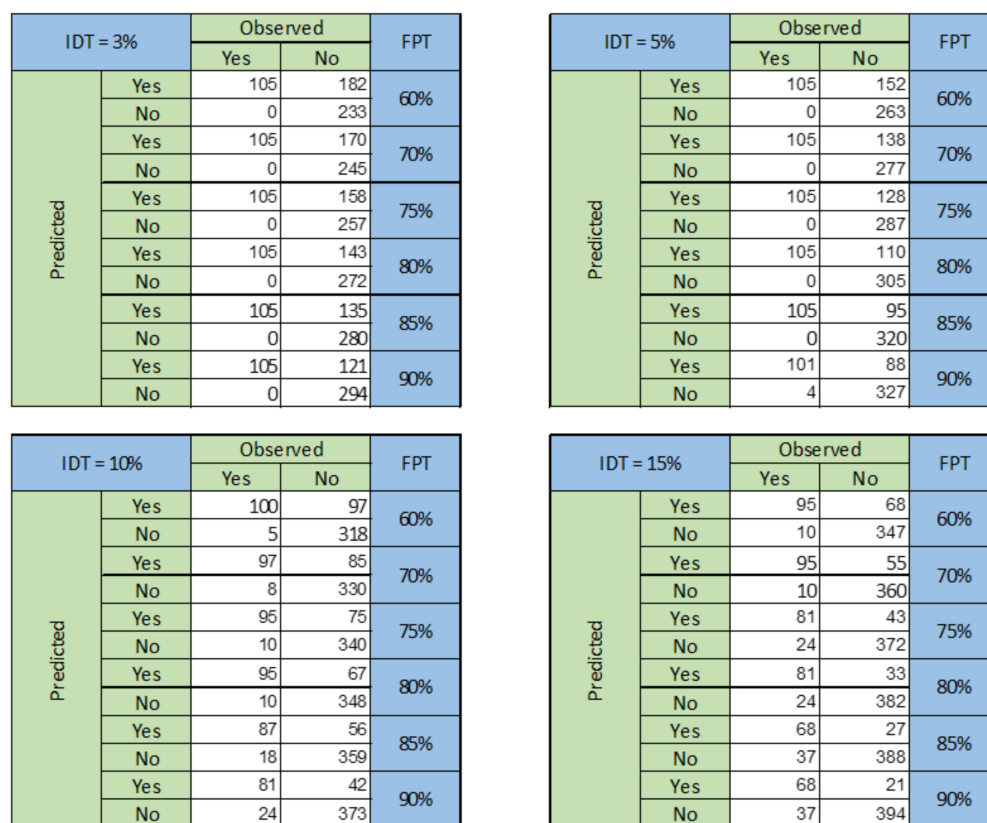 IDT = 3% Observed FPT
Yes No
Predicted
Yes 105 182 60%
No 0 233
Yes 105 170 70%
No 0 245
Yes 105 158 75%
No 0 257
Yes 105 143 80%
No 0 272
Yes 105 135 85%
No 0 280
Yes 105 121 90%
No 0 294
IDT = 5% Observed FPT
Yes No
Predicted
Yes 105 152 60%
No 0 263
Yes 105 138 70%
No 0 277
Yes 105 128 75%
No 0 287
Yes 105 110 80%
No 0 305
Yes 105 95 85%
No 0 320
Yes 101 88 90%
No 4 327
IDT = 10% Observed FPT
Yes No
Predicted
Yes 100 97 60%
No 5 318
Yes 97 85 70%
No 8 330
Yes 95 75 75%
No 10 340
Yes 95 67 80%
No 10 348
Yes 87 56 85%
No 18 359
Yes 81 42 90%
No 24 373
IDT = 15% Observed FPT
Yes No
Predicted
Yes 95 68 60%
No 10 347
Yes 95 55 70%
No 10 360
Yes 81 43 75%
No 24 372
Yes 81 33 80%
No 24 382
Yes 68 27 85%
No 37 388
Yes 68 21 90%
No 37 394